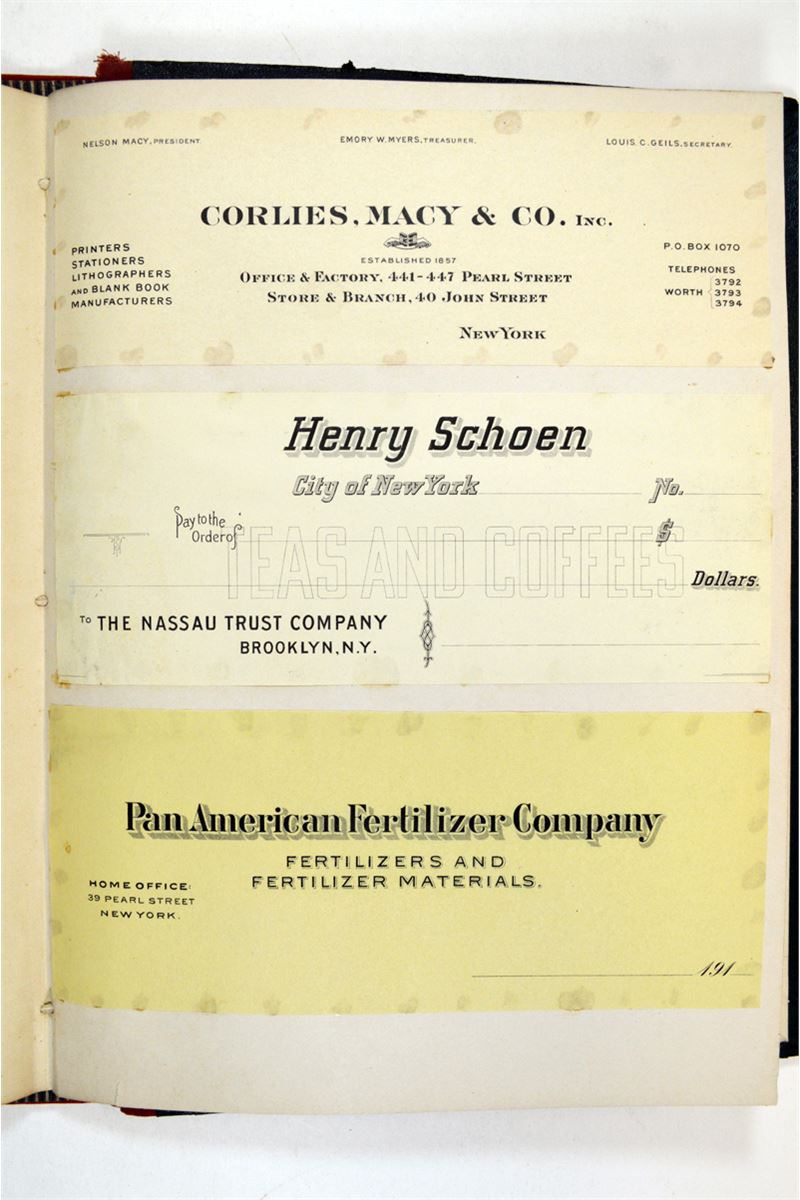 NELSON MACY, PRESIDENT.
EMORY W. MYERS, TREASURER.
LOUIS C. GEILS, SECRETARY.
CORLIES, MACY & CO. INC.
ESTABLISHED 1857
OFFICE & FACTORY, 441-447 PEARL STREET
STORE & BRANCH, 40 JOHN STREET
NEW YORK
PRINTERS
STATIONERS
LITHOGRAPHERS
AND BLANK BOOK
MANUFACTURERS
P.O. BOX 1070
TELEPHONES
3792
WORTH 3793
3794
Henry Schoen
City of New York No.
Pay to the
Order of $
TEAS AND COFFEES
Dollars.
To THE NASSAU TRUST COMPANY
BROOKLYN, N.Y.
Pan American Fertilizer Company
FERTILIZERS AND
FERTILIZER MATERIALS.
HOME OFFICE:
39 PEARL STREET
NEW YORK.
191